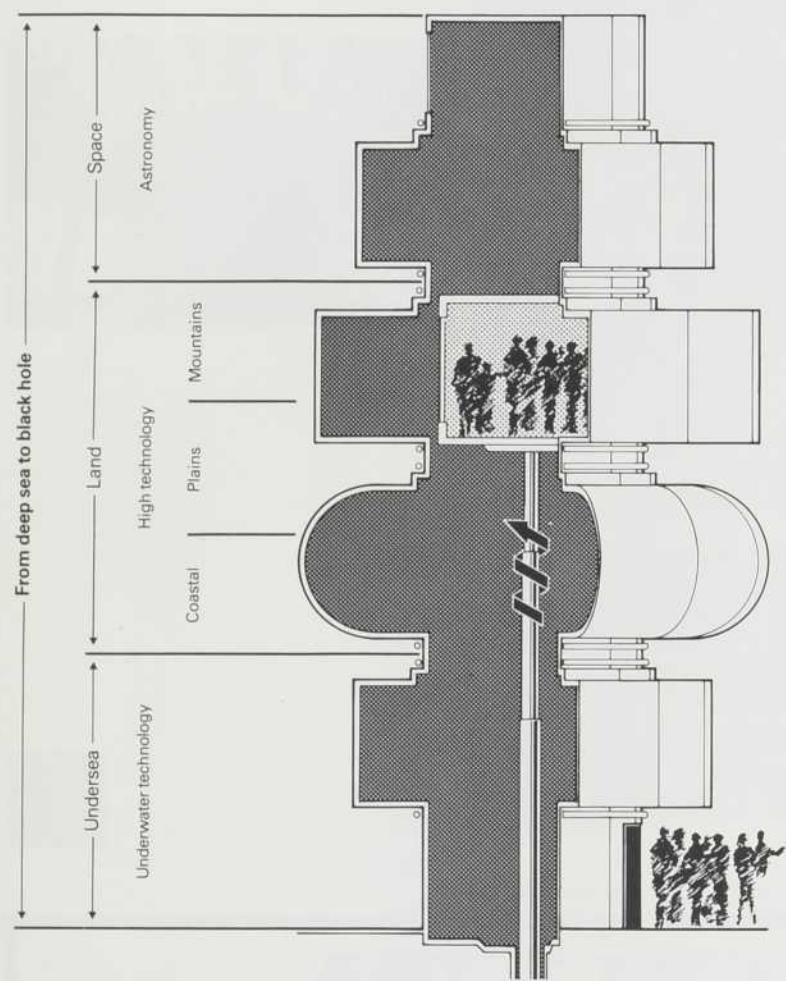 From deep sea to black hole
Undersea
Land
Space
Underwater technology
High technology
Astronomy
Coastal
Plains
Mountains